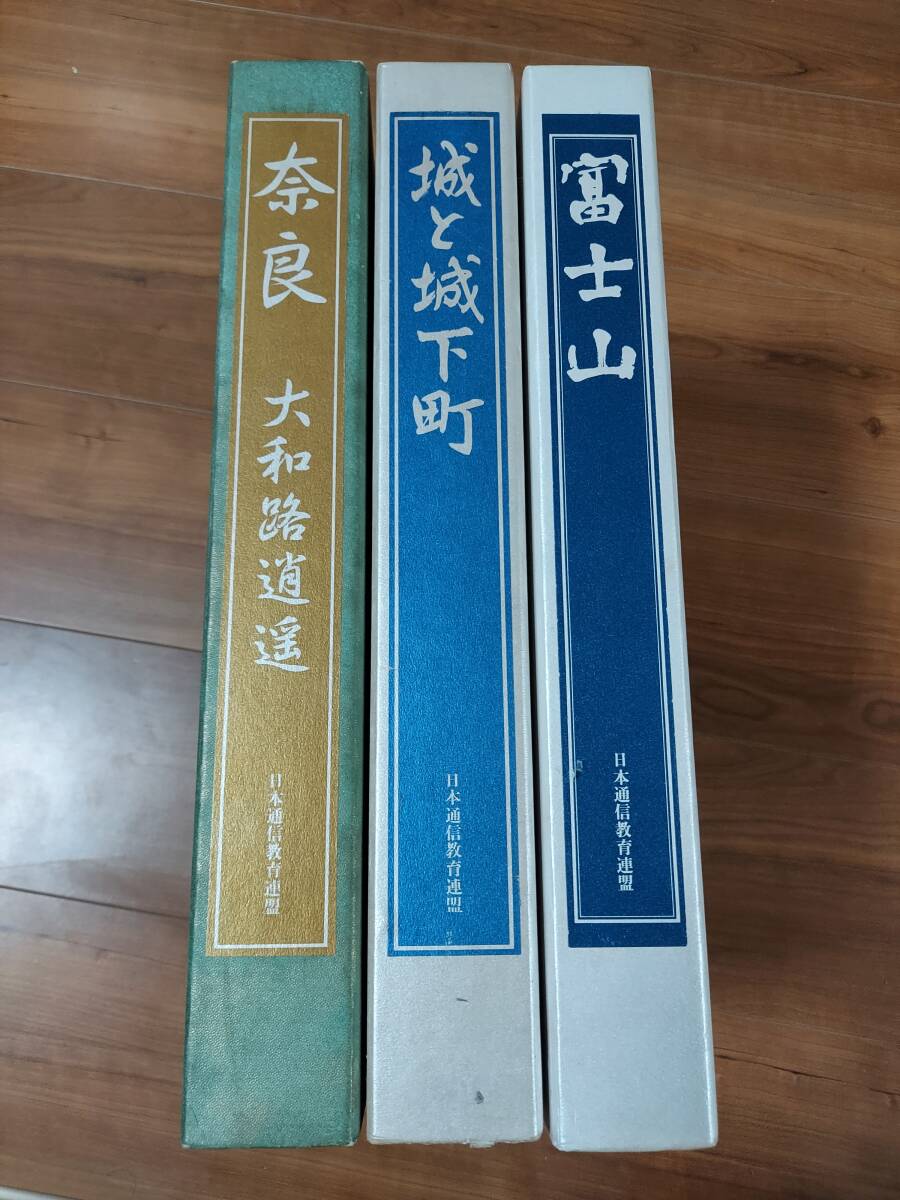 奈良 大和路逍遥
日本通信教育連盟
城と城下町
日本通信教育連盟
富士山
日本通信教育連盟